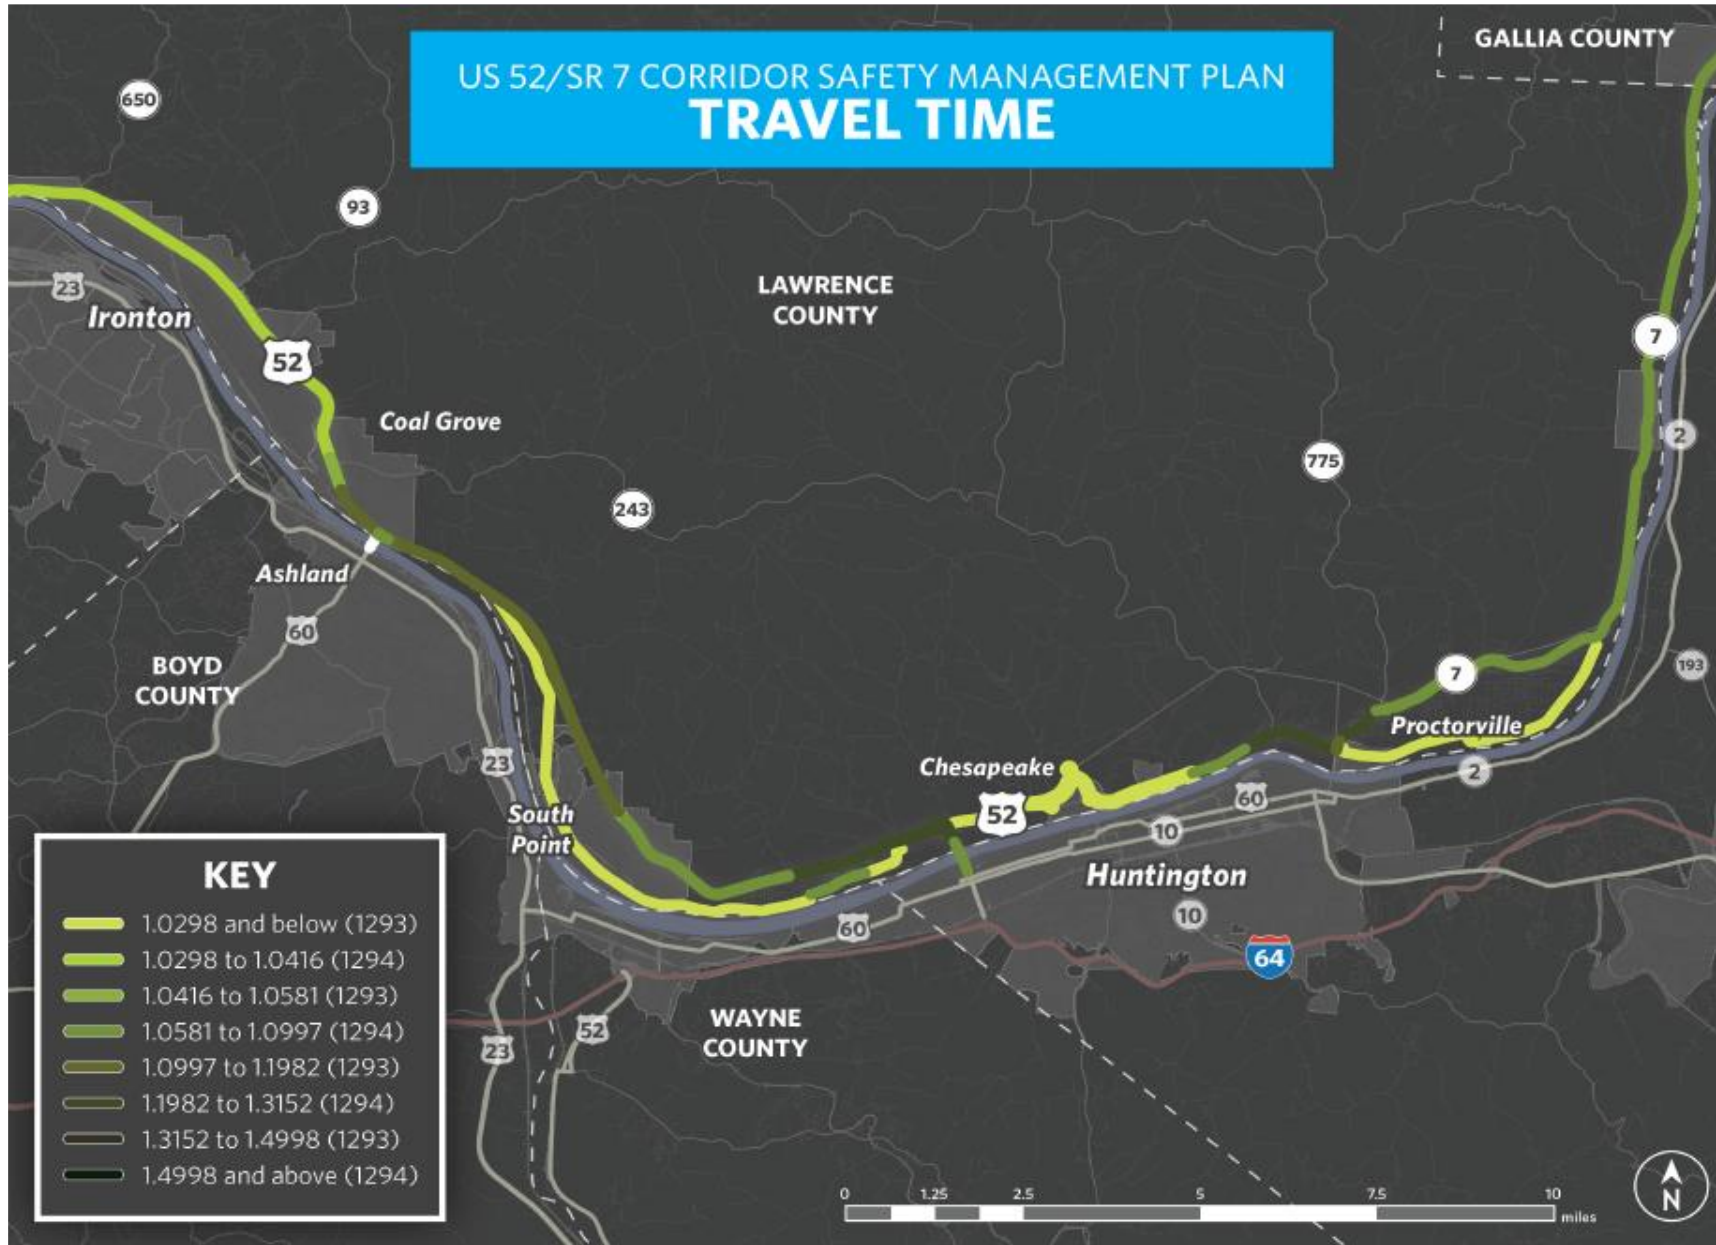 US 52/SR 7 CORRIDOR SAFETY MANAGEMENT PLAN
TRAVEL TIME
GALLIA COUNTY
650
93
LAWRENCE
COUNTY
23
Ironton
52
7
Coal Grove
2
775
243
Ashland
60
BOYD
COUNTY
193
7
Proctorville
23
Chesapeake
2
South
Point
52
60
10
Huntington
10
60
64
WAYNE
COUNTY
52
23
KEY
1.0298 and below (1293)
1.0298 to 1.0416 (1294)
1.0416 to 1.0581 (1293)
1.0581 to 1.0997 (1294)
1.0997 to 1.1982 (1293)
1.1982 to 1.3152 (1294)
1.3152 to 1.4998 (1293)
1.4998 and above (1294)
0 1.25 2.5 5 7.5 10
miles
N